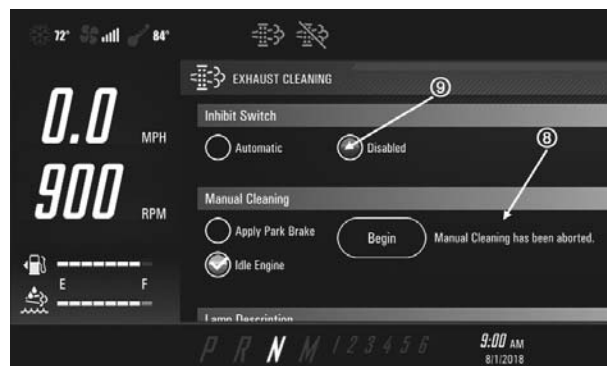 72° 84°
EXHAUST CLEANING
9
Inhibit Switch
8
Automatic Disabled
0.0 MPH
Manual Cleaning
900 RPM
Apply Park Brake Begin Manual Cleaning has been aborted.
Idle Engine
E F
Lamp Description
P R N M 1 2 3 4 5 6 9:00 AM
8/1/2018